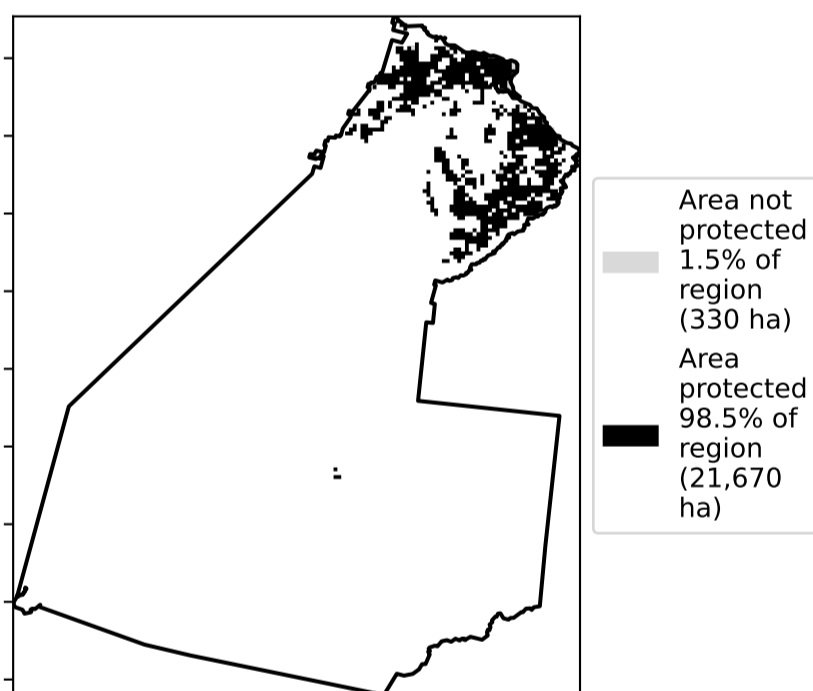 Area not
protected
1.5% of
region
(330 ha)
Area
protected
98.5% of
region
(21,670
ha)